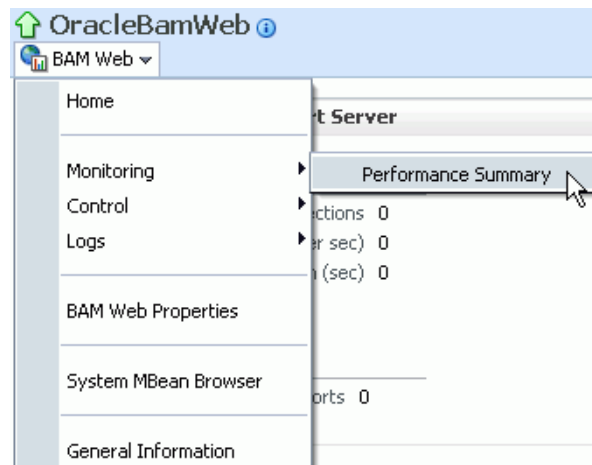 OracleBamWeb
BAM Web
Home
Monitoring
Performance Summary
Control
Logs
BAM Web Properties
System MBean Browser
General Information
t Server
ctions 0
er sec) 0
(sec) 0
orts 0